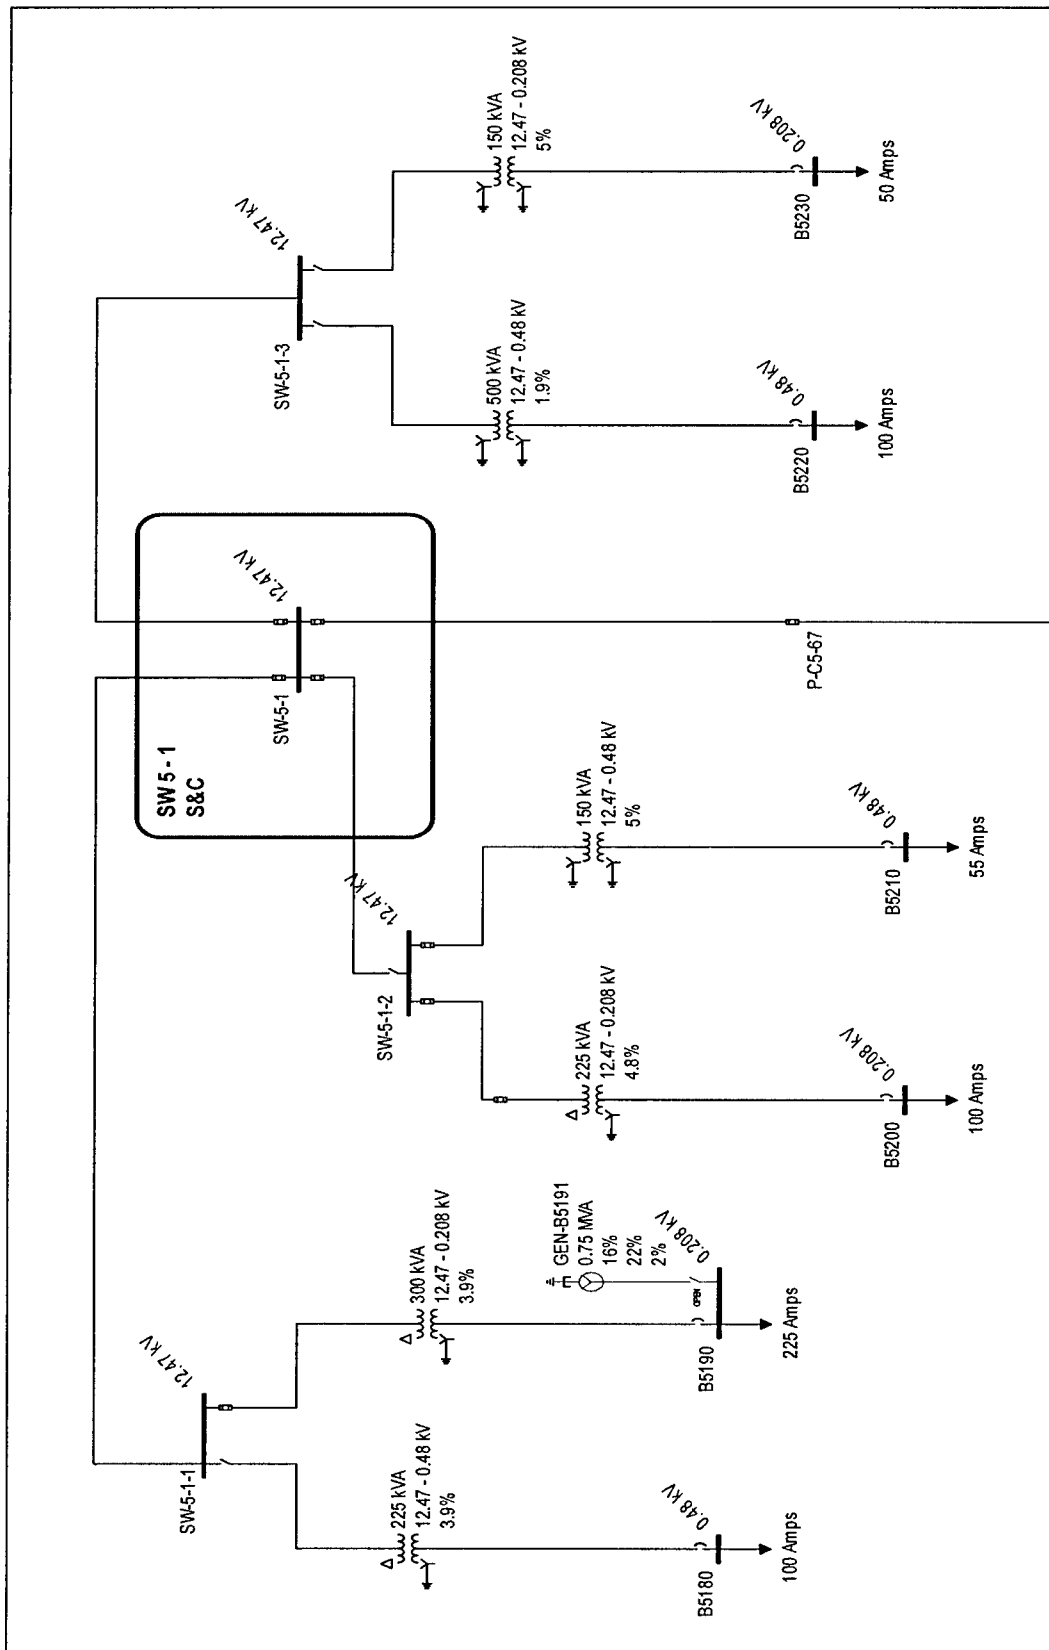 SW 5 - 1
S&C
SW-5-1
12.47 kV
P-C5-67
SW-5-1-1
12.47 kV
225 kVA
12.47 - 0.48 kV
3.9%
B5180
0.48 kV
100 Amps
300 kVA
12.47 - 0.208 kV
3.9%
GEN-B5191
0.75 MVA
16%
22%
2%
OPEN
0.208 kV
B5190
225 Amps
SW-5-1-2
12.47 kV
225 kVA
12.47 - 0.208 kV
4.8%
B5200
0.208 kV
100 Amps
150 kVA
12.47 - 0.48 kV
5%
B5210
0.48 kV
55 Amps
SW-5-1-3
12.47 kV
500 kVA
12.47 - 0.48 kV
1.9%
B5220
0.48 kV
100 Amps
150 kVA
12.47 - 0.208 kV
5%
B5230
0.208 kV
50 Amps